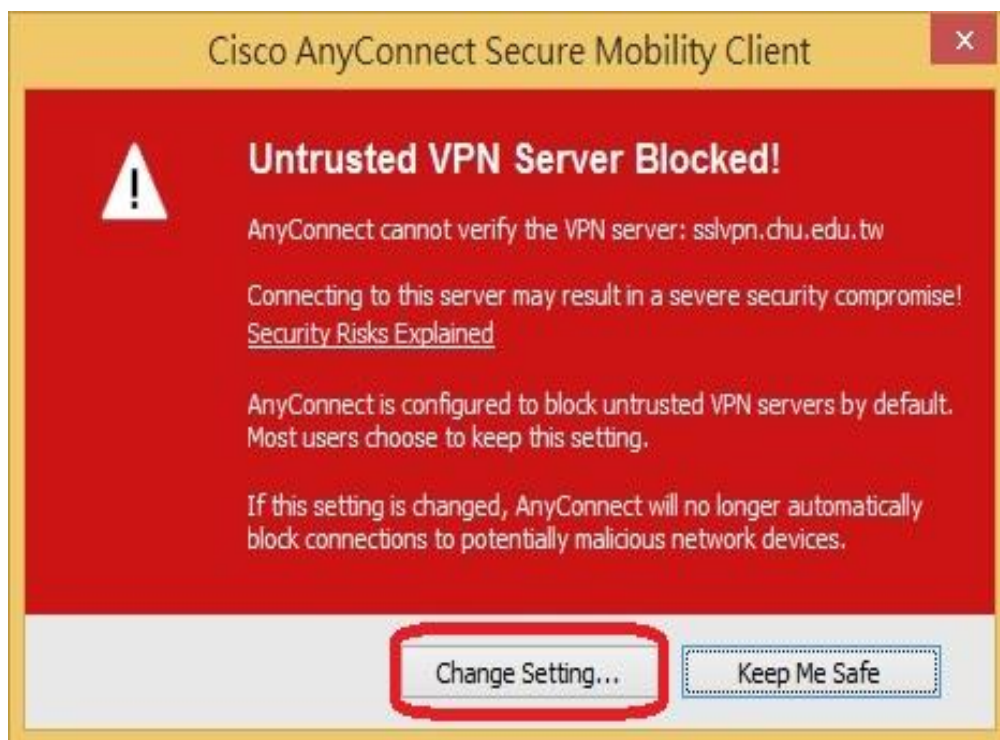 Cisco AnyConnect Secure Mobility Client
Untrusted VPN Server Blocked!
AnyConnect cannot verify the VPN server: sslvpn.chu.edu.tw
Connecting to this server may result in a severe security compromise!
Security Risks Explained
AnyConnect is configured to block untrusted VPN servers by default.
Most users choose to keep this setting.
If this setting is changed, AnyConnect will no longer automatically
block connections to potentially malicious network devices.
Change Setting... Keep Me Safe